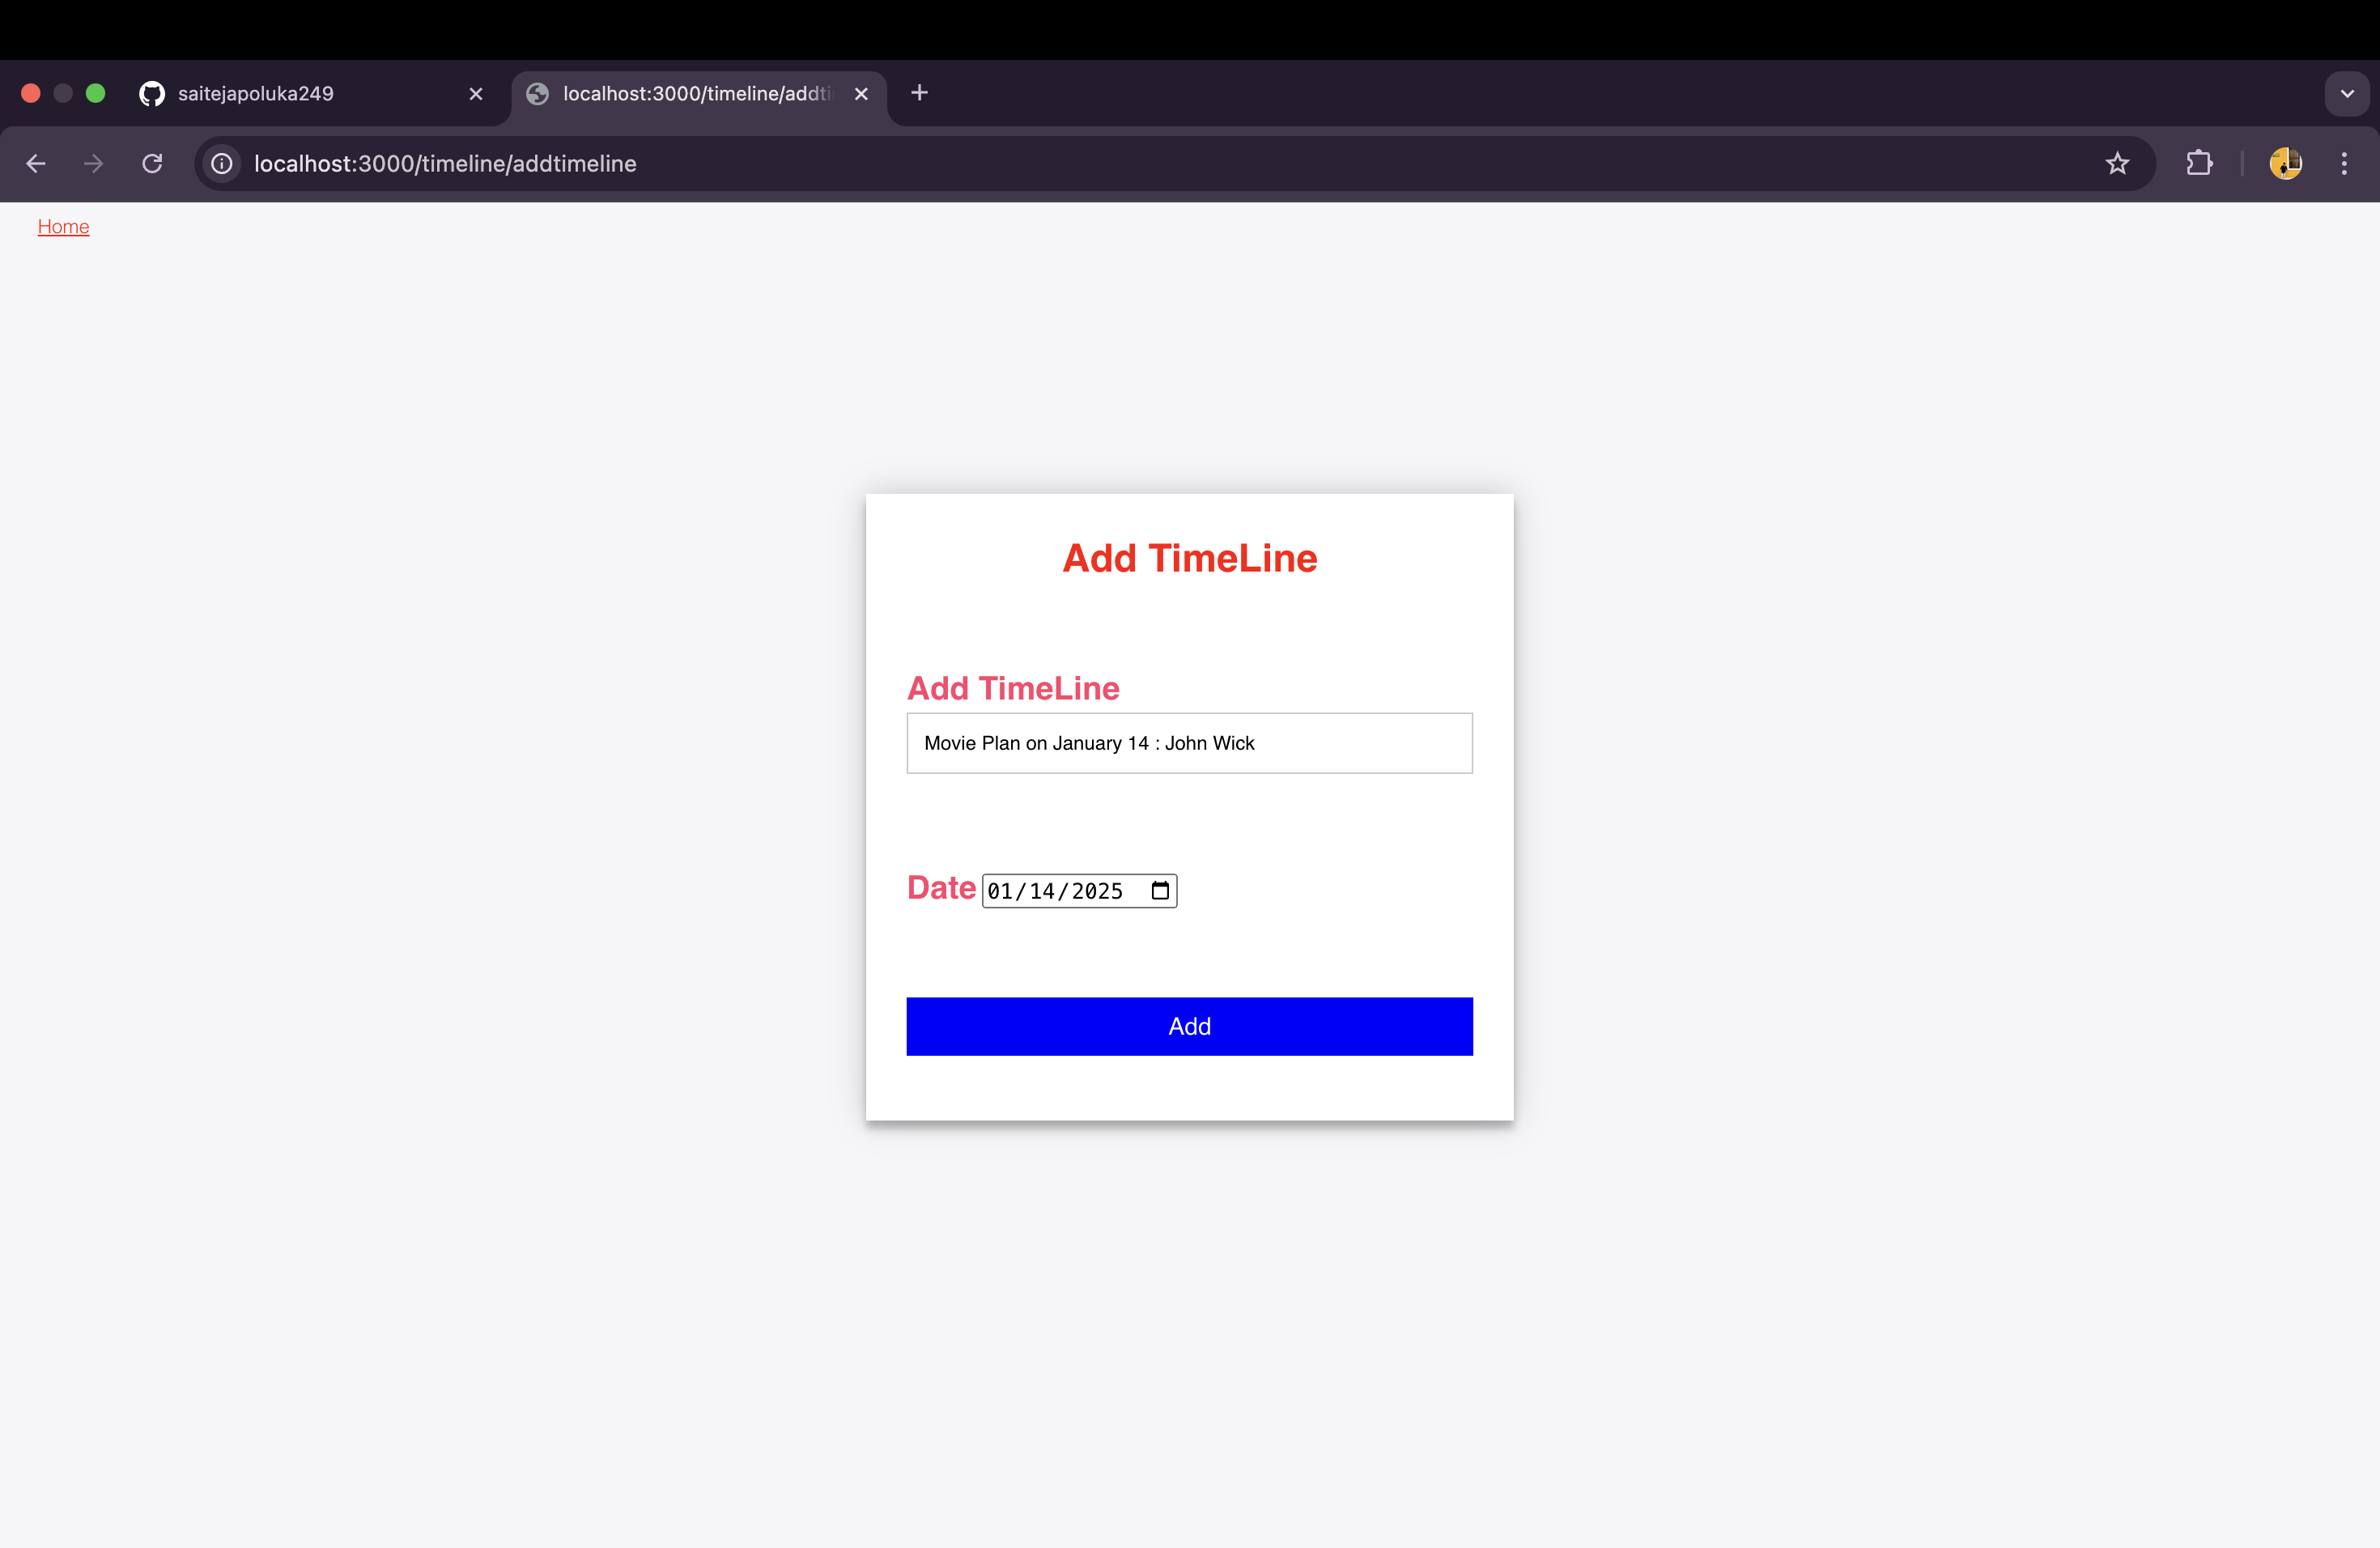 saitejapoluka249
localhost:3000/timeline/addti
localhost:3000/timeline/addtimeline
Home
Add TimeLine
Add TimeLine
Movie Plan on January 14 : John Wick
Date 01/14/2025
Add